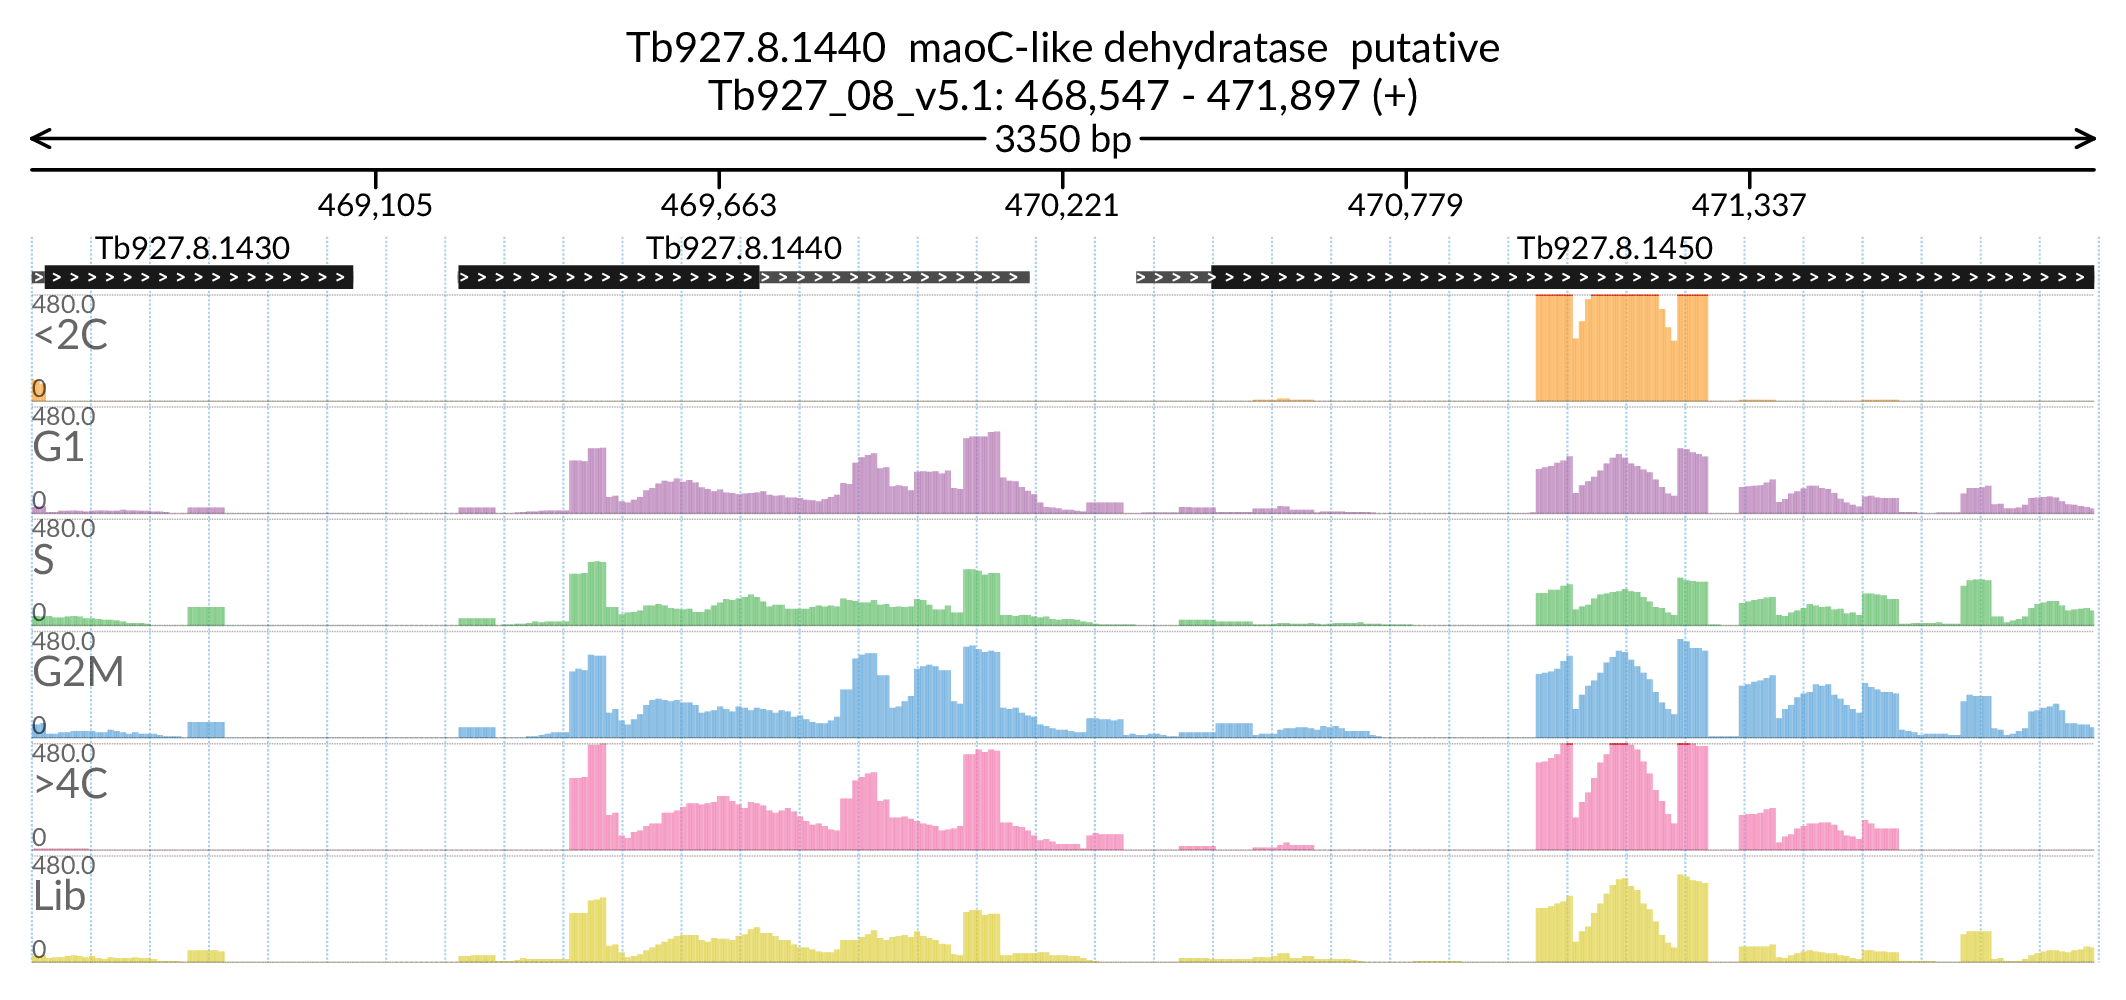 Tb927.8.1440 maoC-like dehydratase putative
Tb927_08_v5.1: 468,547 - 471,897 (+)
3350 bp
469,105 469,663 470,221 470,779 471,337
Tb927.8.1430 Tb927.8.1440 Tb927.8.1450
480.0
<2C
0
480.0
G1
0
480.0
S
0
480.0
G2M
0
480.0
>4C
0
480.0
Lib
0